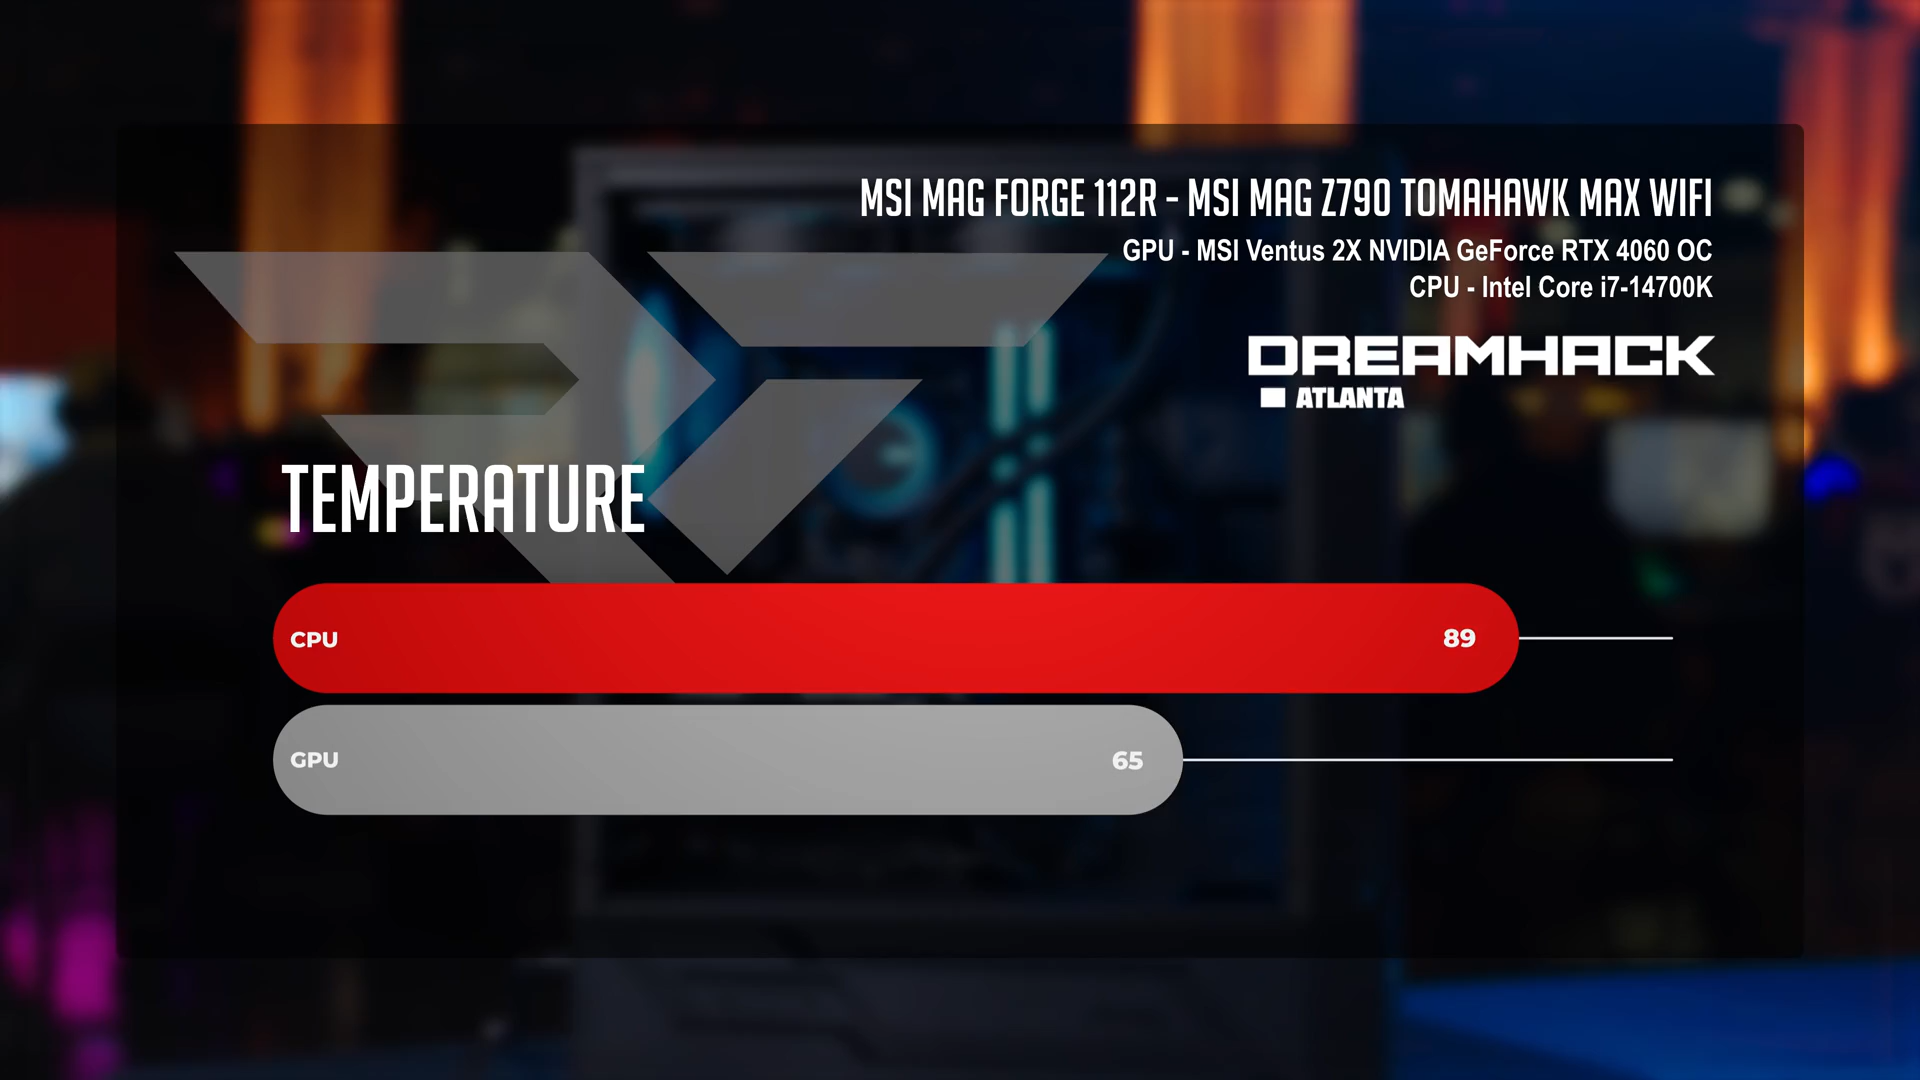 MSI MAG FORGE 112R - MSI MAG Z790 TOMAHAWK MAX WIFI
GPU - MSI Ventus 2X NVIDIA GeForce RTX 4060 OC
CPU - Intel Core i7-14700K
DREAMHACK
ATLANTA
TEMPERATURE
CPU 89
GPU 65